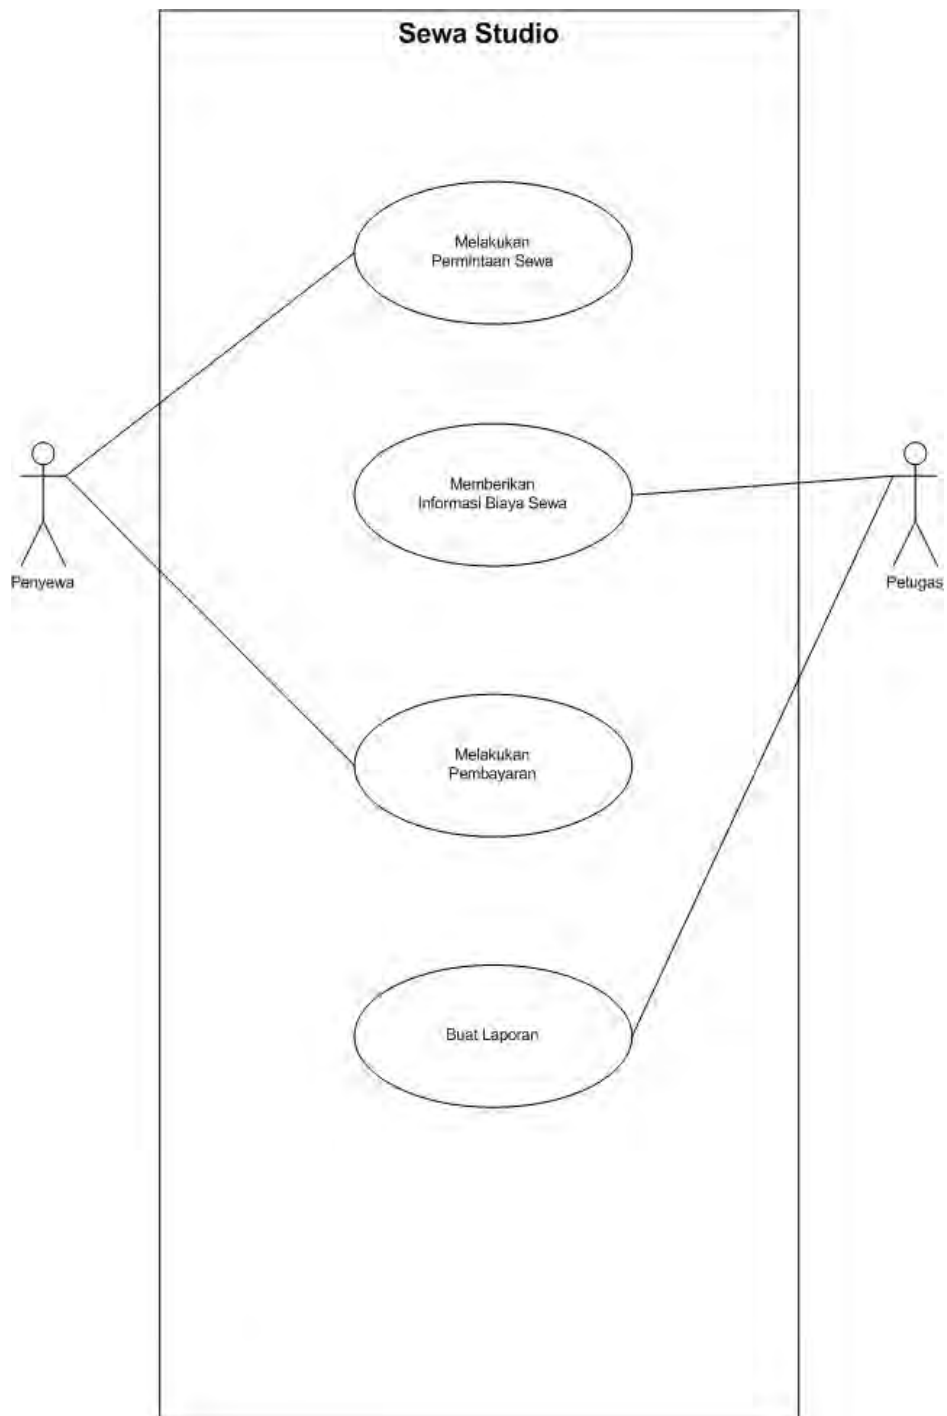 Sewa Studio
Melakukan
Permintaan Sewa
Memberikan
Informasi Biaya Sewa
Penyewa
Petugas
Melakukan
Pembayaran
Buat Laporan